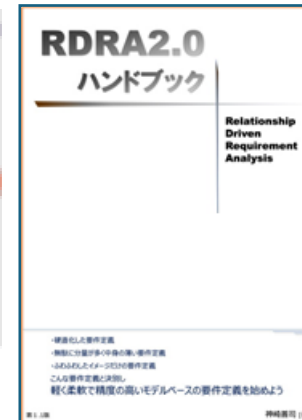 RDRA2.0
ハンドブック
Relationship
Driven
Requirement
Analysis
・硬直化した要件定義
・無駄に分量が多く中身の薄い要件定義
・ふわふわしたイメージだけの要件定義
こんな要件定義と決別し
軽く柔軟で精度の高いモデルベースの要件定義を始めよう
神崎善司